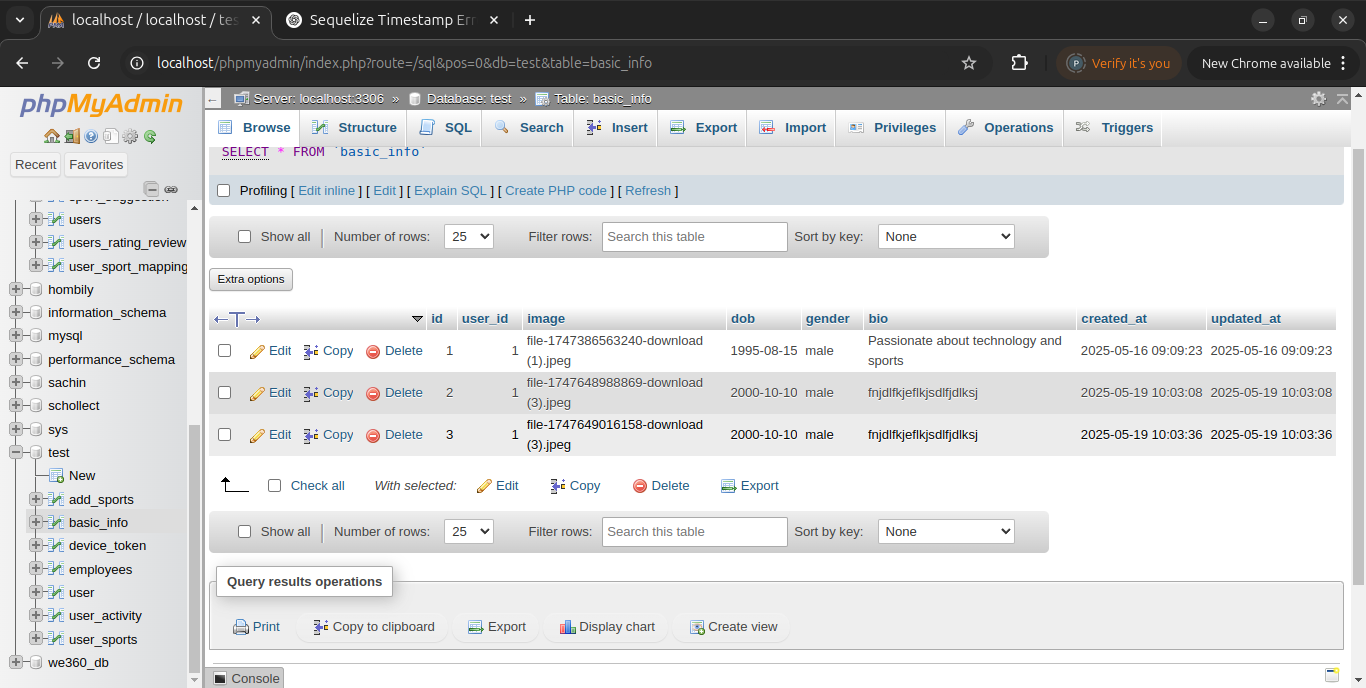 localhost / localhost / tes
Sequelize Timestamp Err
localhost/phpmyadmin/index.php?route=/sql&pos=0&db=test&table=basic_info
Verify it's you
New Chrome available
phpMyAdmin
Recent
Favorites
users
users_rating_review
user_sport_mapping
hombily
information_schema
mysql
performance_schema
sachin
schollect
sys
test
New
add_sports
basic_info
device_token
employees
user
user_activity
user_sports
we360_db
Server: localhost:3306 » Database: test » Table: basic_info
Browse Structure SQL Search Insert Export Import Privileges Operations Triggers
SELECT * FROM `basic_info`
Profiling [ Edit inline ] [ Edit ] [ Explain SQL ] [ Create PHP code ] [ Refresh ]
Show all Number of rows: 25 Filter rows: Search this table Sort by key: None
Extra options
id user_id image dob gender bio created_at updated_at
Edit Copy Delete 1 1 file-1747386563240-download (1).jpeg 1995-08-15 male Passionate about technology and sports 2025-05-16 09:09:23 2025-05-16 09:09:23
Edit Copy Delete 2 1 file-1747648988869-download (3).jpeg 2000-10-10 male fnjdlfkjeflkjsdlfjdlksj 2025-05-19 10:03:08 2025-05-19 10:03:08
Edit Copy Delete 3 1 file-1747649016158-download (3).jpeg 2000-10-10 male fnjdlfkjeflkjsdlfjdlksj 2025-05-19 10:03:36 2025-05-19 10:03:36
Check all With selected: Edit Copy Delete Export
Show all Number of rows: 25 Filter rows: Search this table Sort by key: None
Query results operations
Print Copy to clipboard Export Display chart Create view
Console